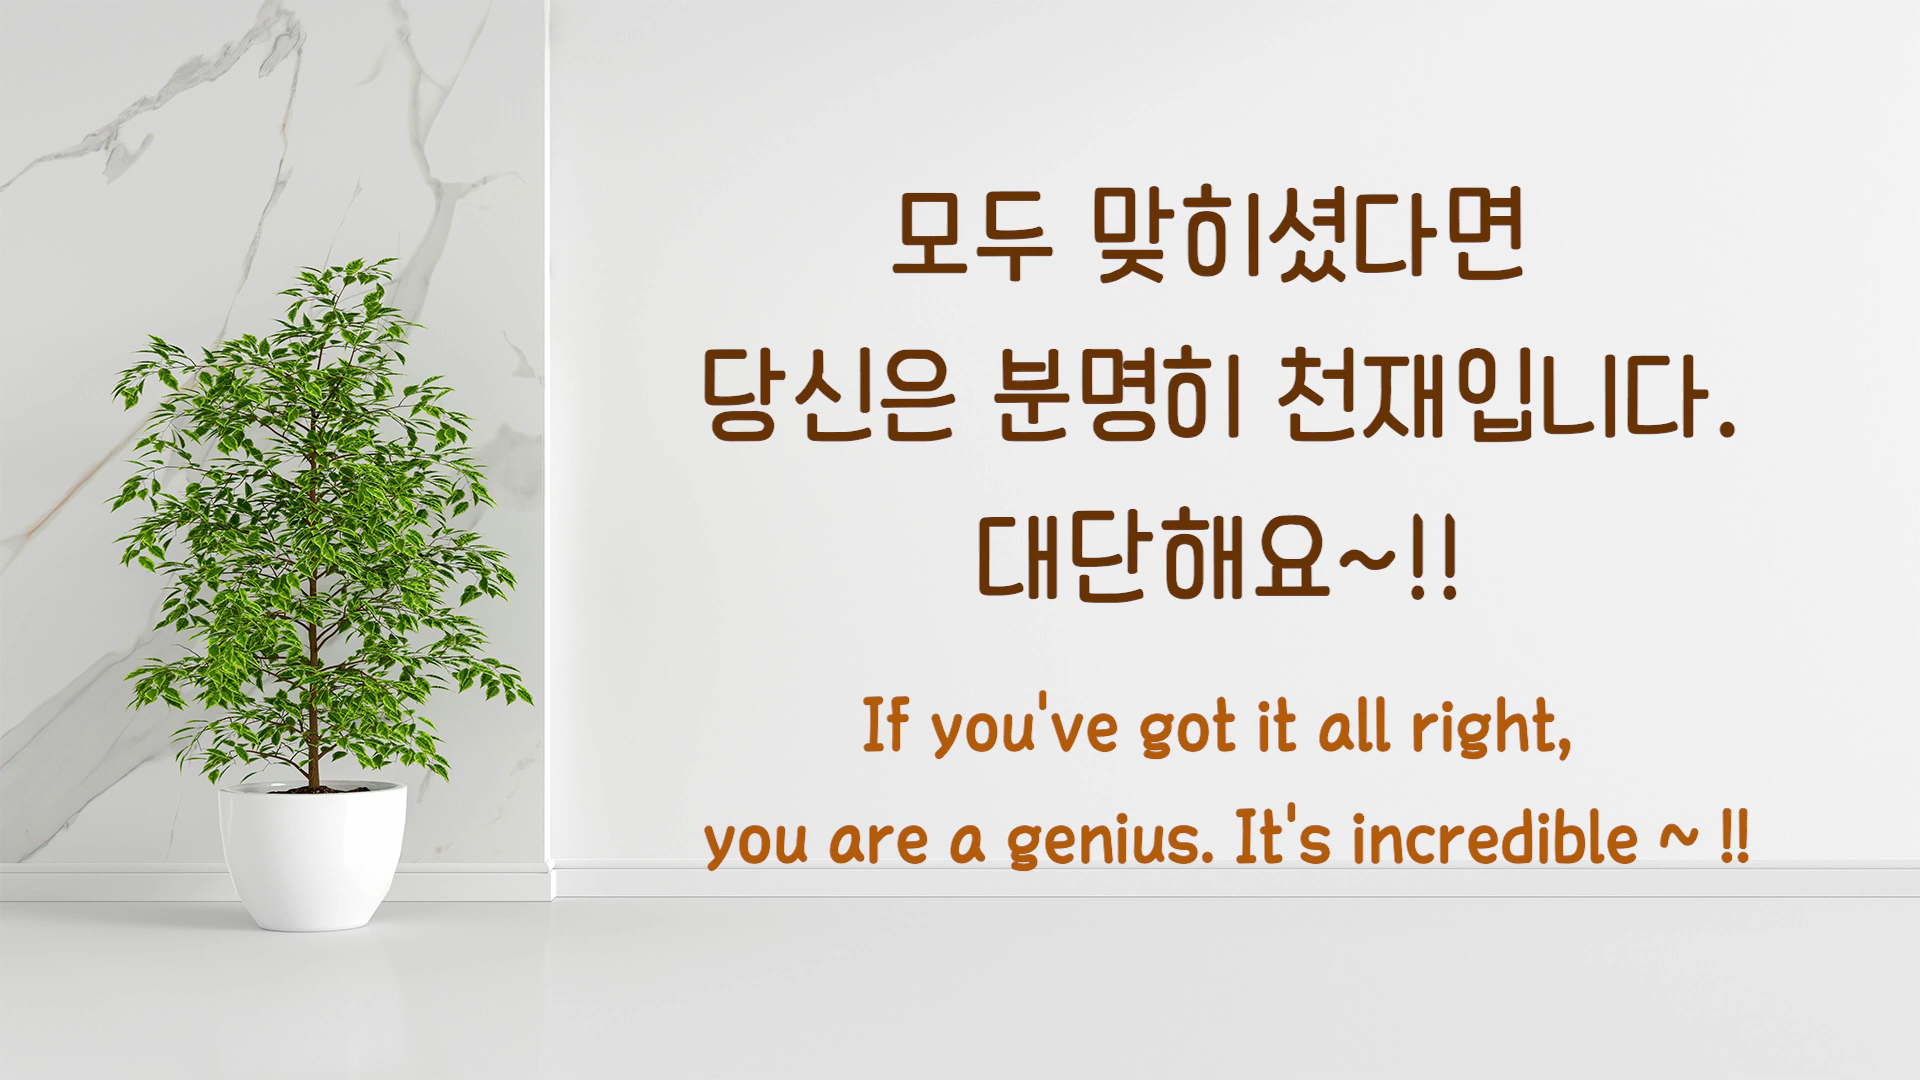 모두 맞히셨다면
당신은 분명히 천재입니다.
대단해요~!!
If you've got it all right,
you are a genius. It's incredible ~ !!